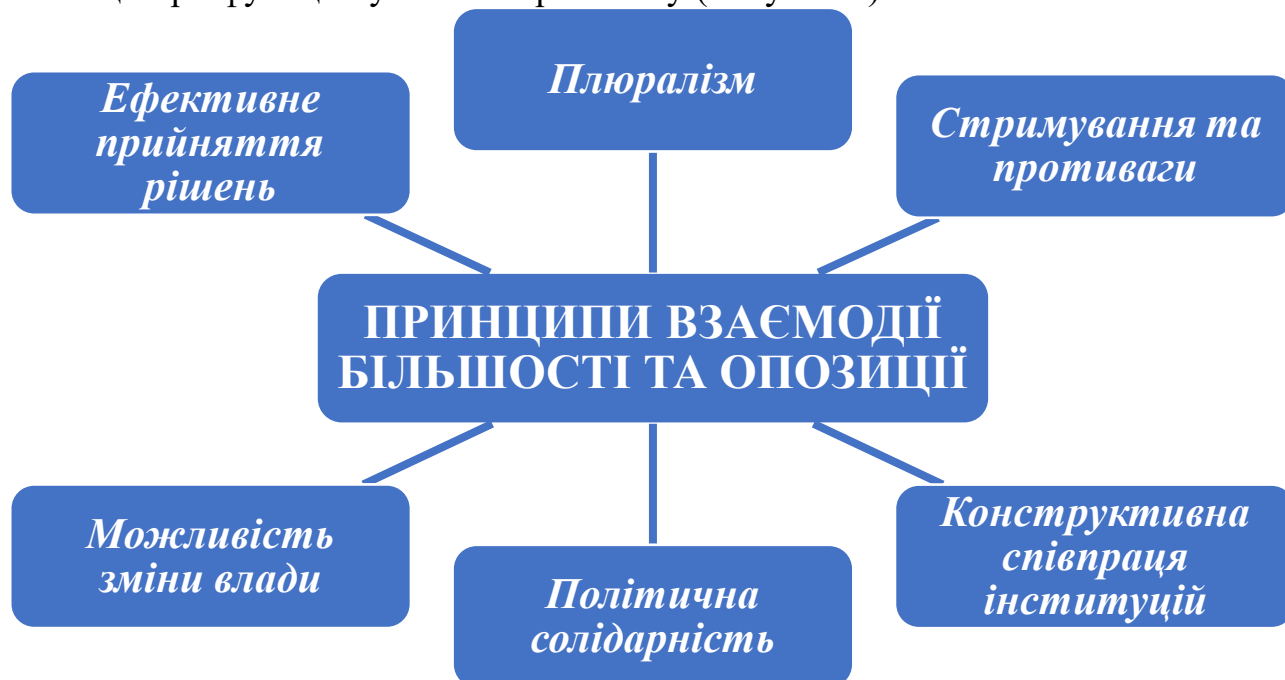 Плюралізм
Ефективне
прийняття
рішень
Стримування та
противаги
ПРИНЦИПИ ВЗАЄМОДІЇ
БІЛЬШОСТІ ТА ОПОЗИЦІЇ
Можливість
зміни влади
Політична
солідарність
Конструктивна
співпраця
інституцій